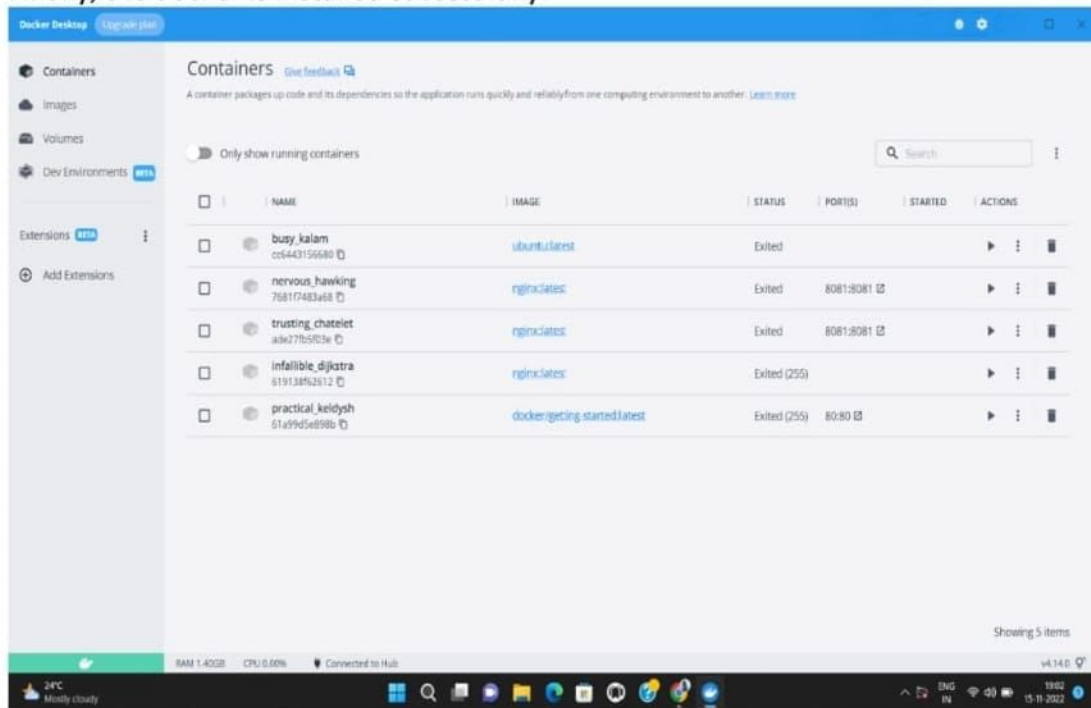 Docker Desktop Upgrade plan
Containers
Images
Volumes
Dev Environments BETA
Extensions BETA
Add Extensions
Containers Give feedback
A container packages up code and its dependencies so the application runs quickly and reliably from one computing environment to another. Learn more
Only show running containers
Search
NAME IMAGE STATUS PORT(S) STARTED ACTIONS
busy_kalam ubuntu:latest Exited
cc6443156680
nervous_hawking nginx:latest Exited 8081:8081
7681f7483a68
trusting_chatelet nginx:latest Exited 8081:8081
ade27fb5f03e
infallible_dijkstra nginx:latest Exited (255)
619138f62612
practical_keldysh docker/getting-started:latest Exited (255) 80:80
61a99d5e898b
Showing 5 items
RAM 1.40GB CPU 0.00% Connected to Hub v4.14.0
24°C
Mostly cloudy
ENG
IN
19:02
15-11-2022